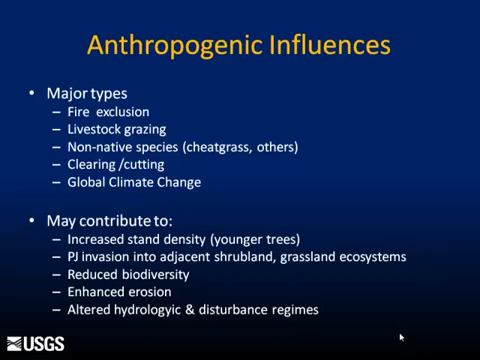 Anthropogenic Influences
• Major types
– Fire exclusion
– Livestock grazing
– Non-native species (cheatgrass, others)
– Clearing /cutting
– Global Climate Change
• May contribute to:
– Increased stand density (younger trees)
– PJ invasion into adjacent shrubland, grassland ecosystems
– Reduced biodiversity
– Enhanced erosion
– Altered hydrologyic & disturbance regimes
USGS